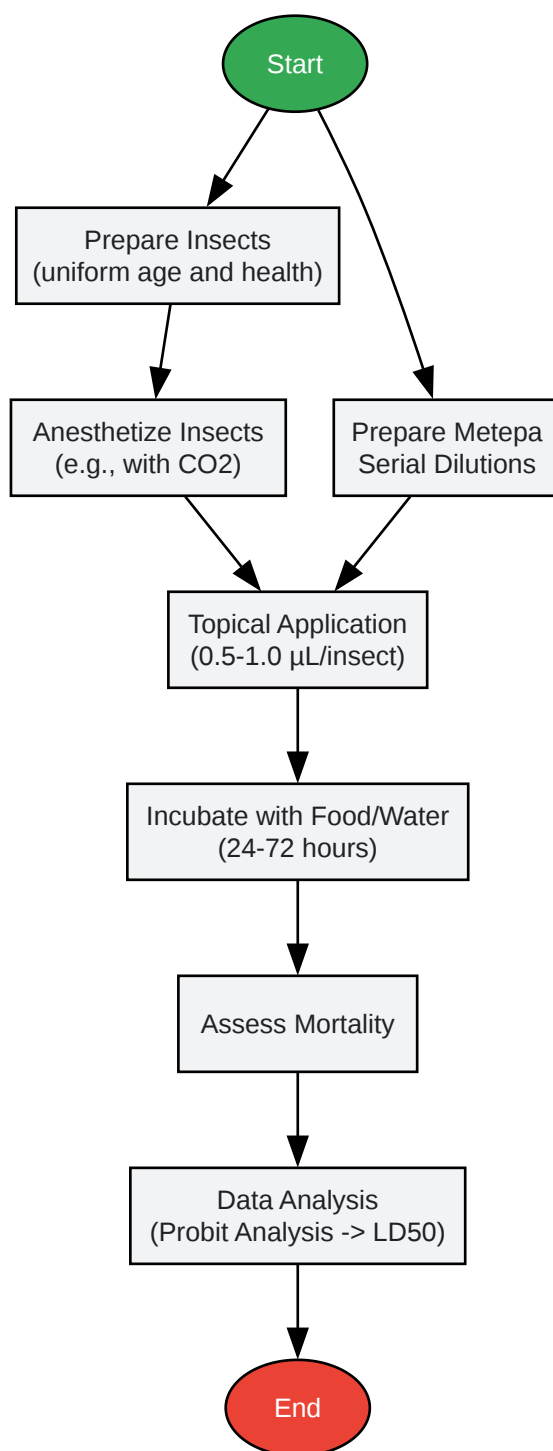 Start
Prepare Insects
(uniform age and health)
Anesthetize Insects
(e.g., with CO2)
Prepare Metepa
Serial Dilutions
Topical Application
(0.5-1.0 µL/insect)
Incubate with Food/Water
(24-72 hours)
Assess Mortality
Data Analysis
(Probit Analysis -> LD50)
End